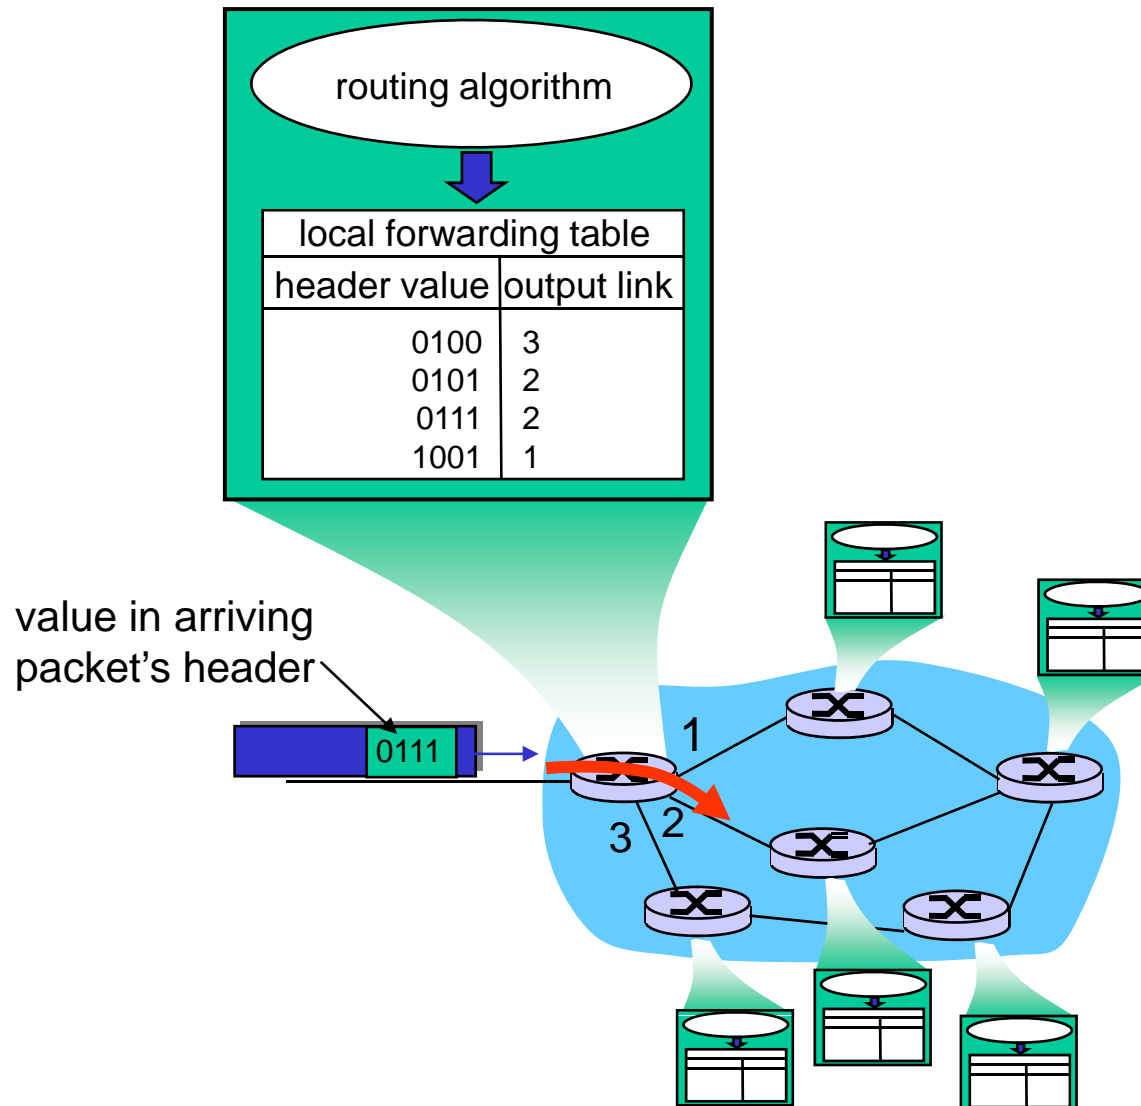 routing algorithm
local forwarding table
header value output link
0100 3
0101 2
0111 2
1001 1
value in arriving
packet's header
0111
1
2
3